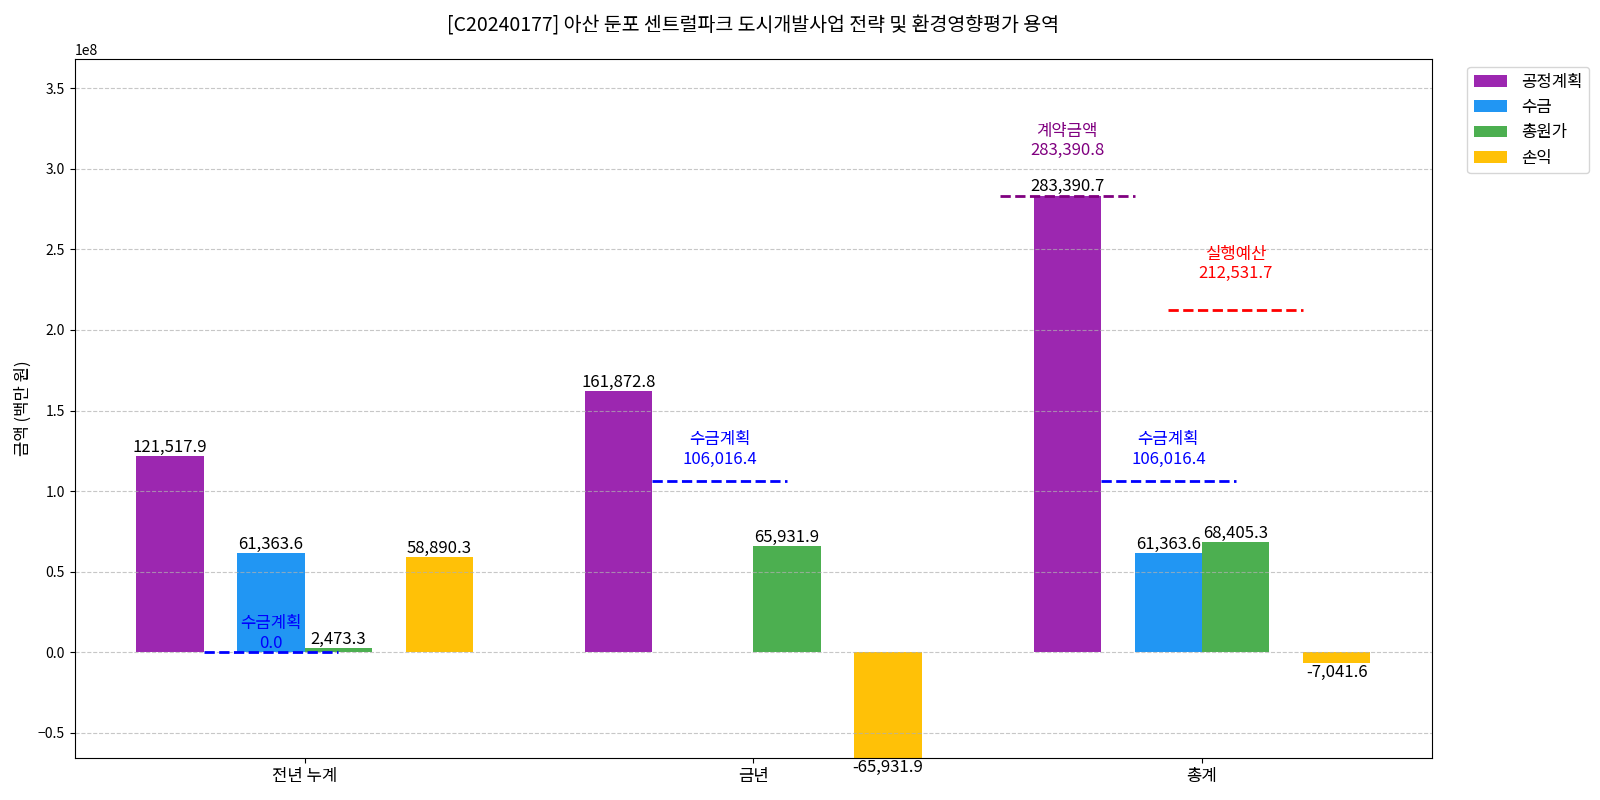 [C20240177] 아산 둔포 센트럴파크 도시개발사업 전략 및 환경영향평가 용역
1e8
금액 (백만 원)
3.5
3.0
2.5
2.0
1.5
1.0
0.5
0.0
−0.5
121,517.9
61,363.6
수금계획
0.0
2,473.3
58,890.3
161,872.8
수금계획
106,016.4
65,931.9
-65,931.9
계약금액
283,390.8
283,390.7
실행예산
212,531.7
수금계획
106,016.4
61,363.6
68,405.3
-7,041.6
전년 누계
금년
총계
공정계획
수금
총원가
손익